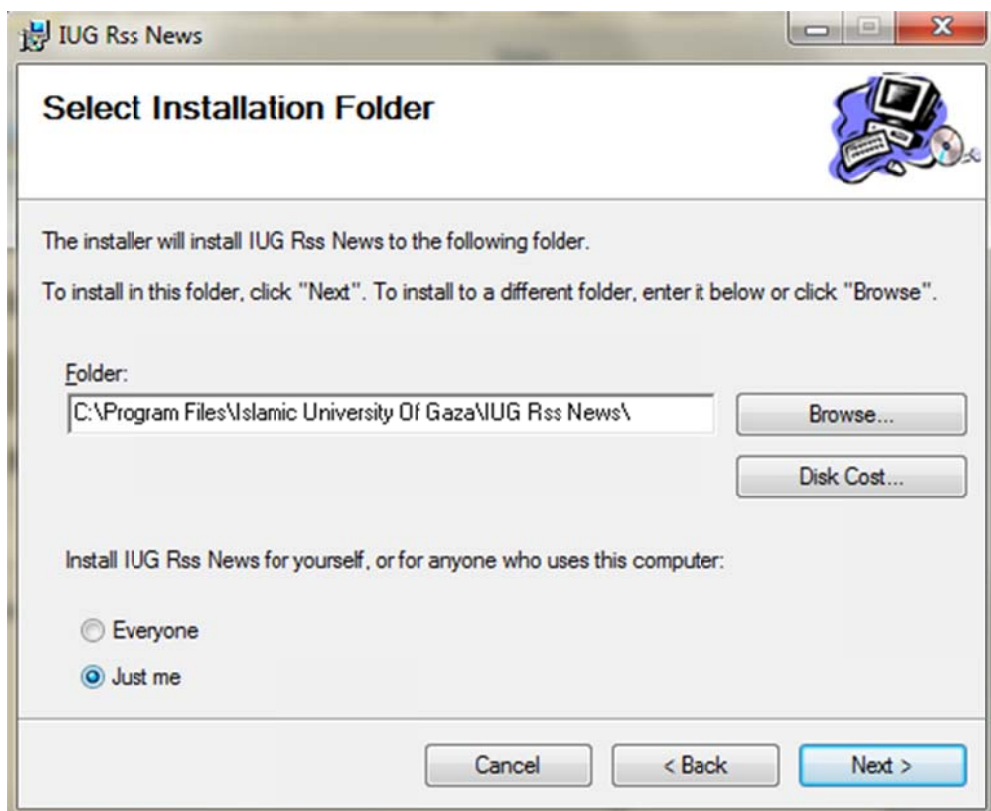 IUG Rss News
Select Installation Folder
The installer will install IUG Rss News to the following folder.
To install in this folder, click "Next". To install to a different folder, enter it below or click "Browse".
Folder:
C:\Program Files\Islamic University Of Gaza\IUG Rss News\
Browse...
Disk Cost...
Install IUG Rss News for yourself, or for anyone who uses this computer:
Everyone
Just me
Cancel
< Back
Next >